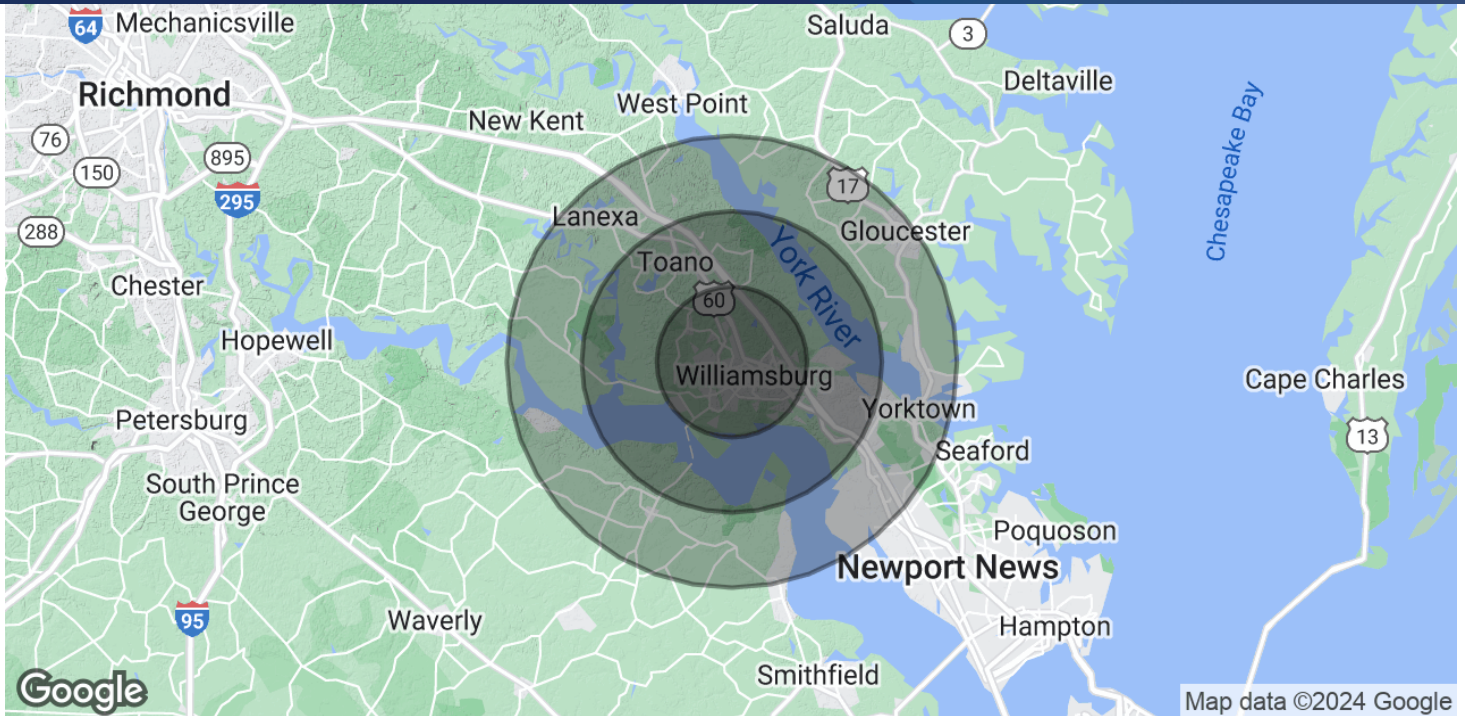 64
Mechanicsville
Saluda
3
Richmond
Deltaville
West Point
New Kent
76
150
895
295
17
Chesapeake Bay
288
Lanexa
Gloucester
York River
Toano
Chester
60
Hopewell
Williamsburg
Cape Charles
Petersburg
Yorktown
13
Seaford
South Prince
George
Poquoson
Newport News
95
Waverly
Hampton
Smithfield
Google
Map data ©2024 Google